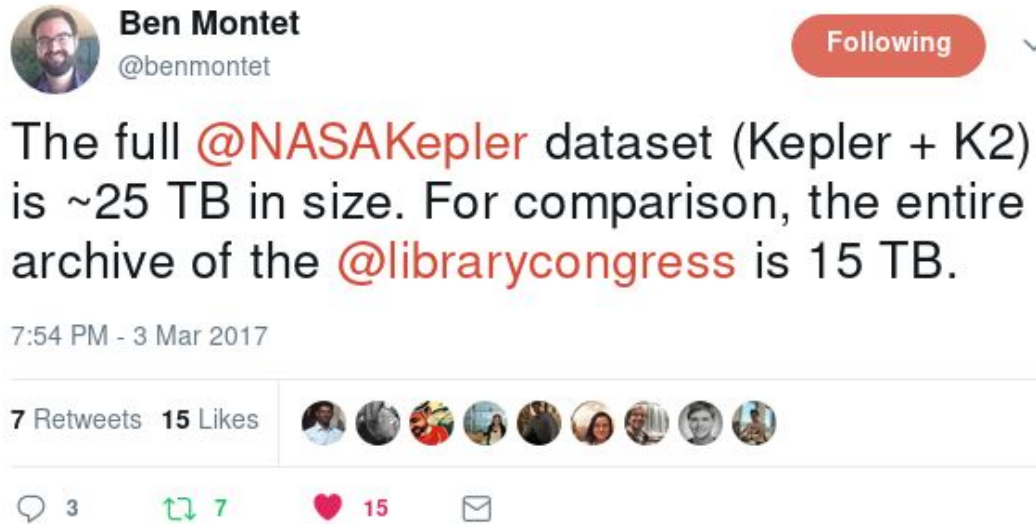 Ben Montet
@benmontet
Following
The full @NASAKepler dataset (Kepler + K2)
is ~25 TB in size. For comparison, the entire
archive of the @librarycongress is 15 TB.
7:54 PM - 3 Mar 2017
7 Retweets 15 Likes
3 7 15